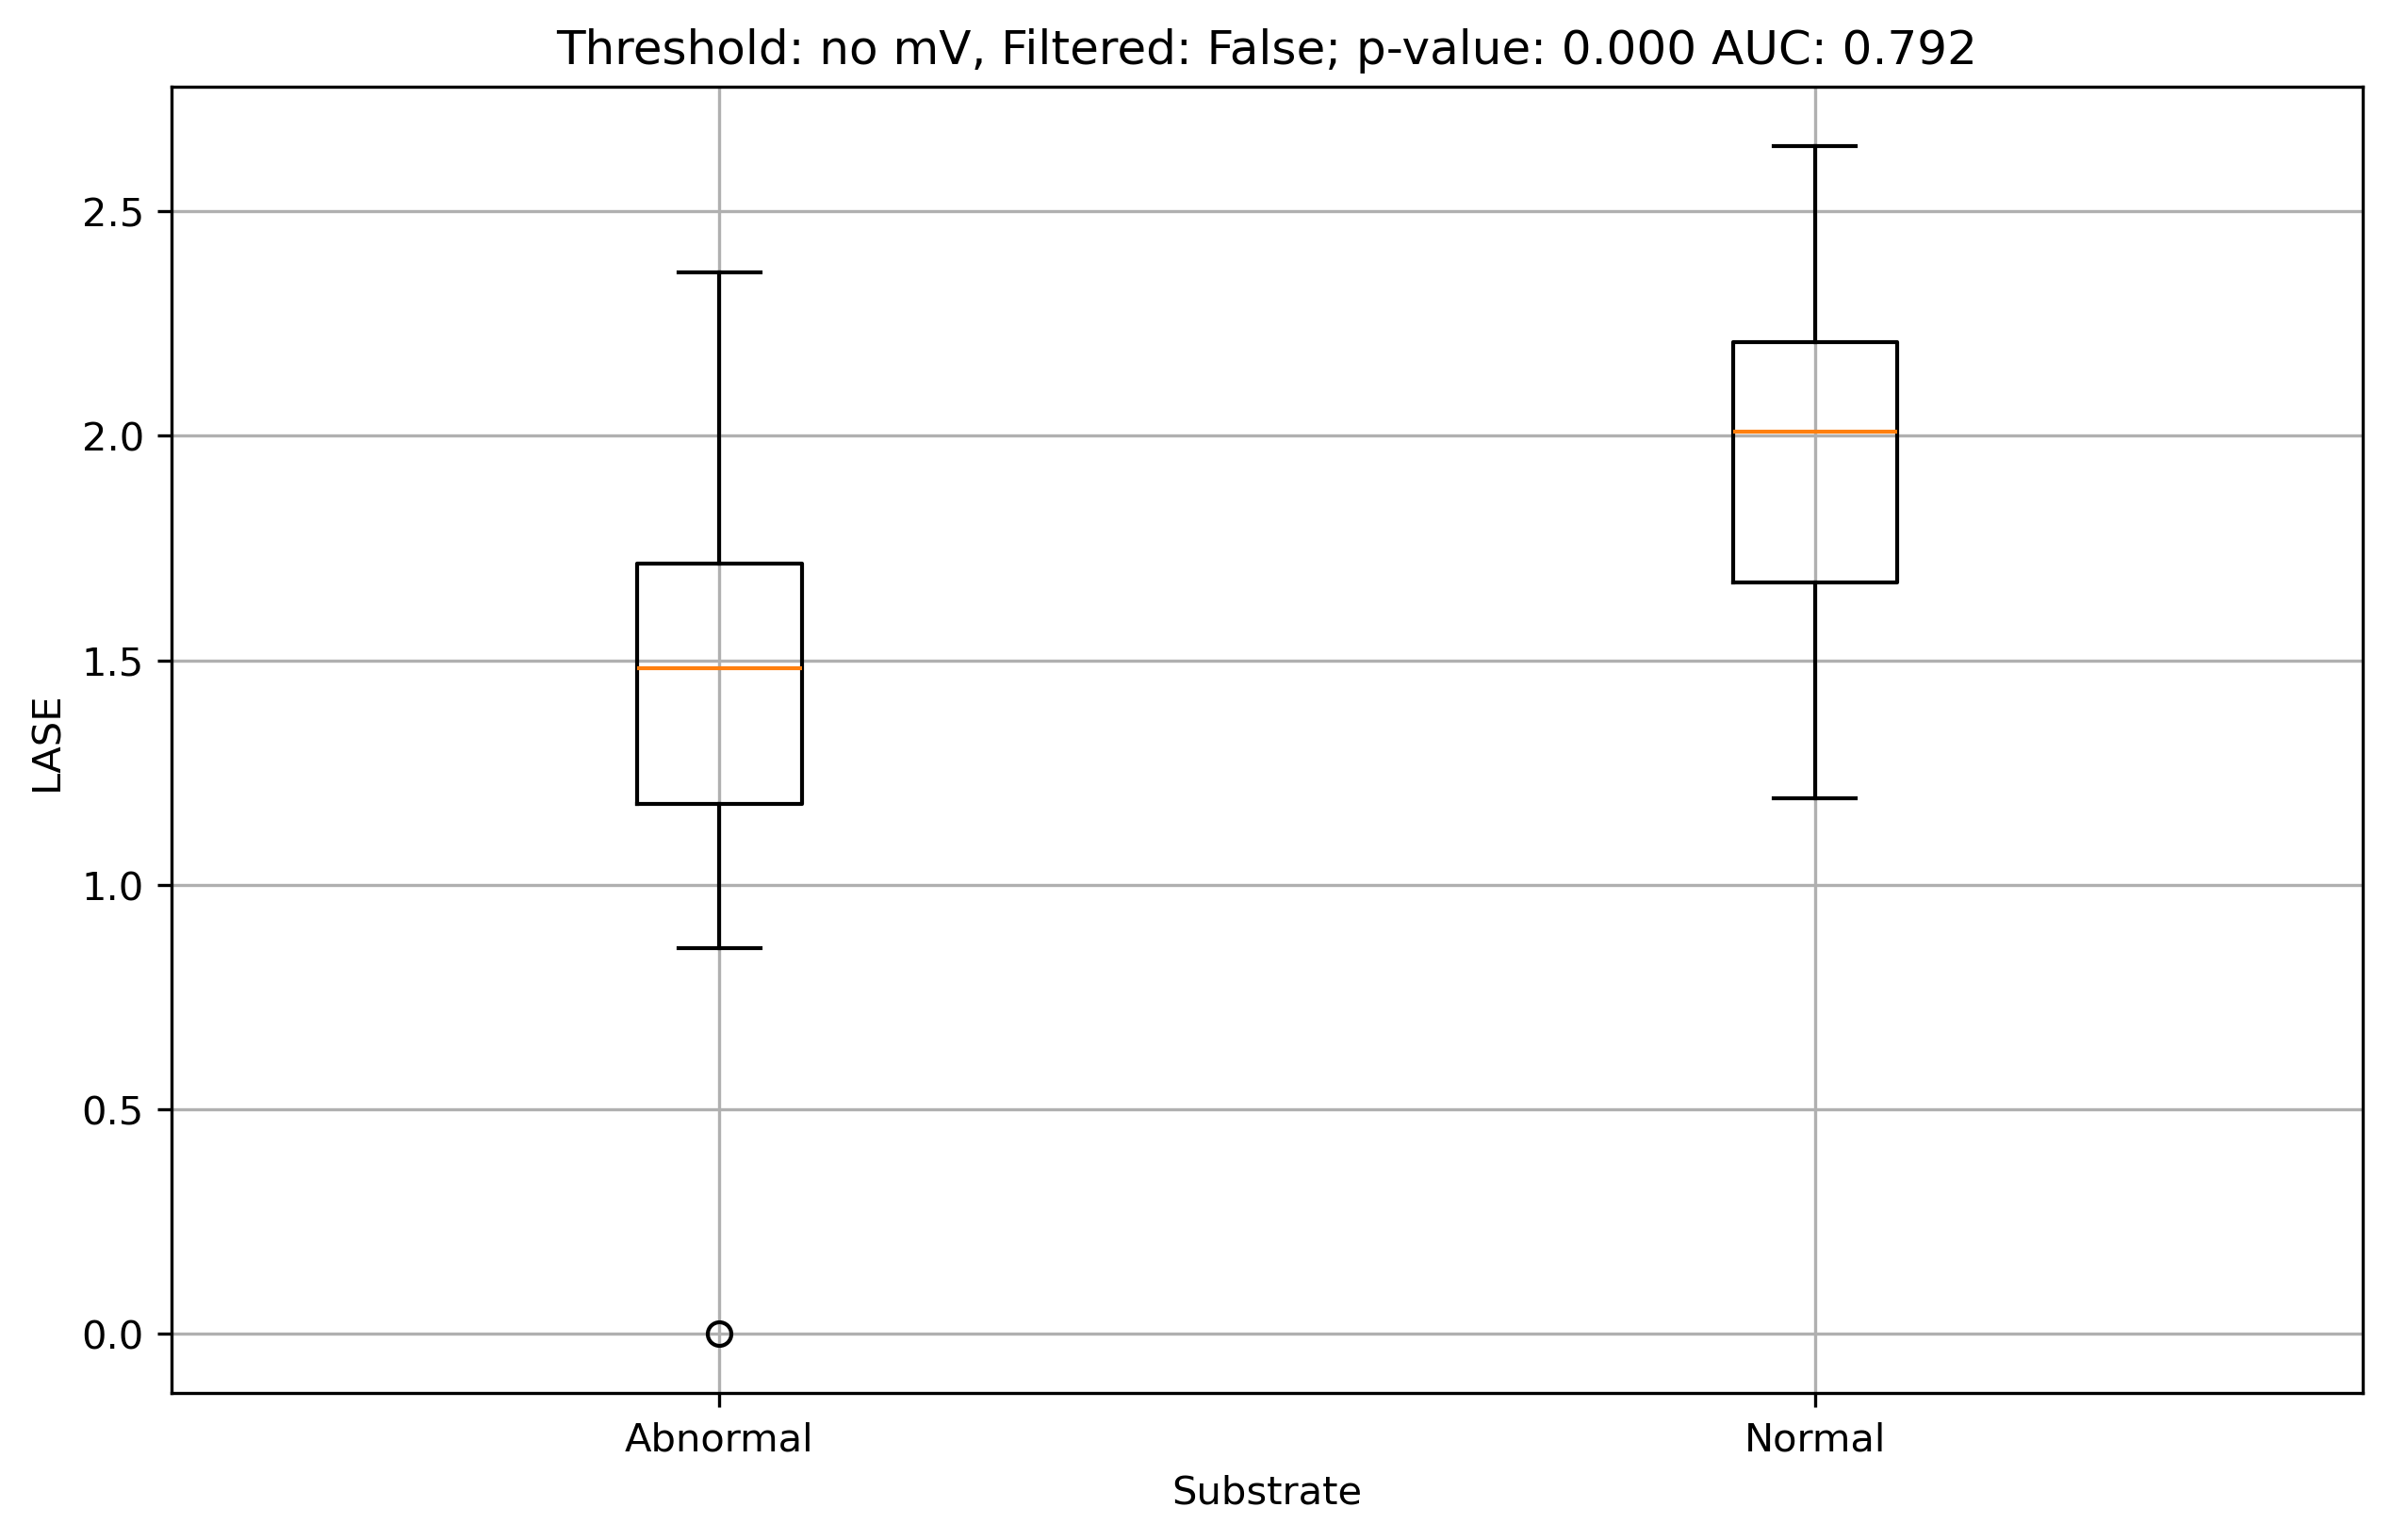 Threshold: no mV, Filtered: False; p-value: 0.000 AUC: 0.792
2.5
2.0
1.5
1.0
0.5
0.0
LASE
Abnormal
Normal
Substrate